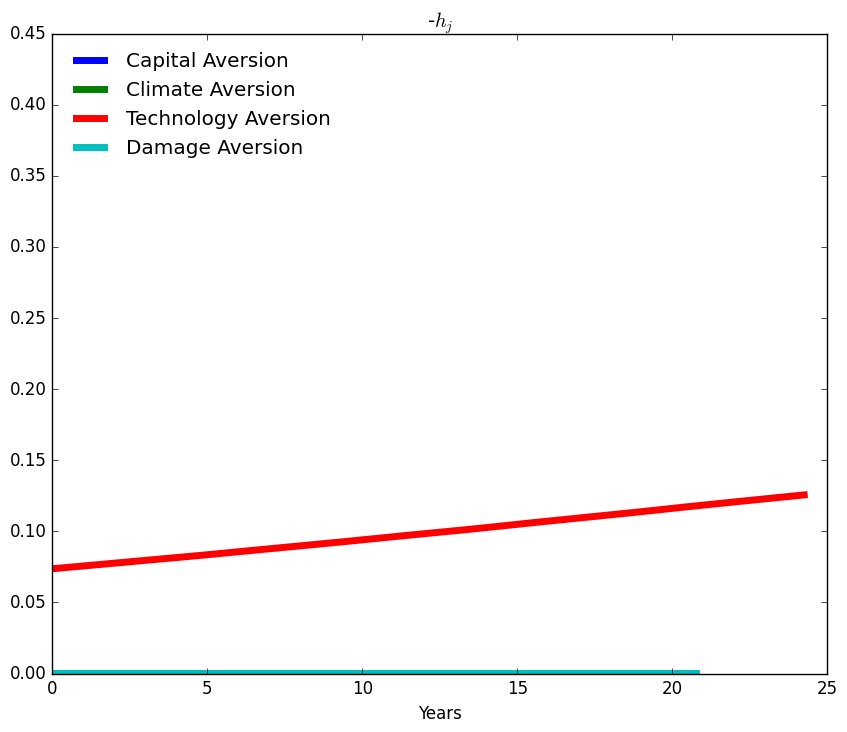 -h_j
0.45
Capital Aversion
Climate Aversion
0.40
Technology Aversion
Damage Aversion
0.35
0.30
0.25
0.20
0.15
0.10
0.05
0.00
0 5 10 15 20 25
Years